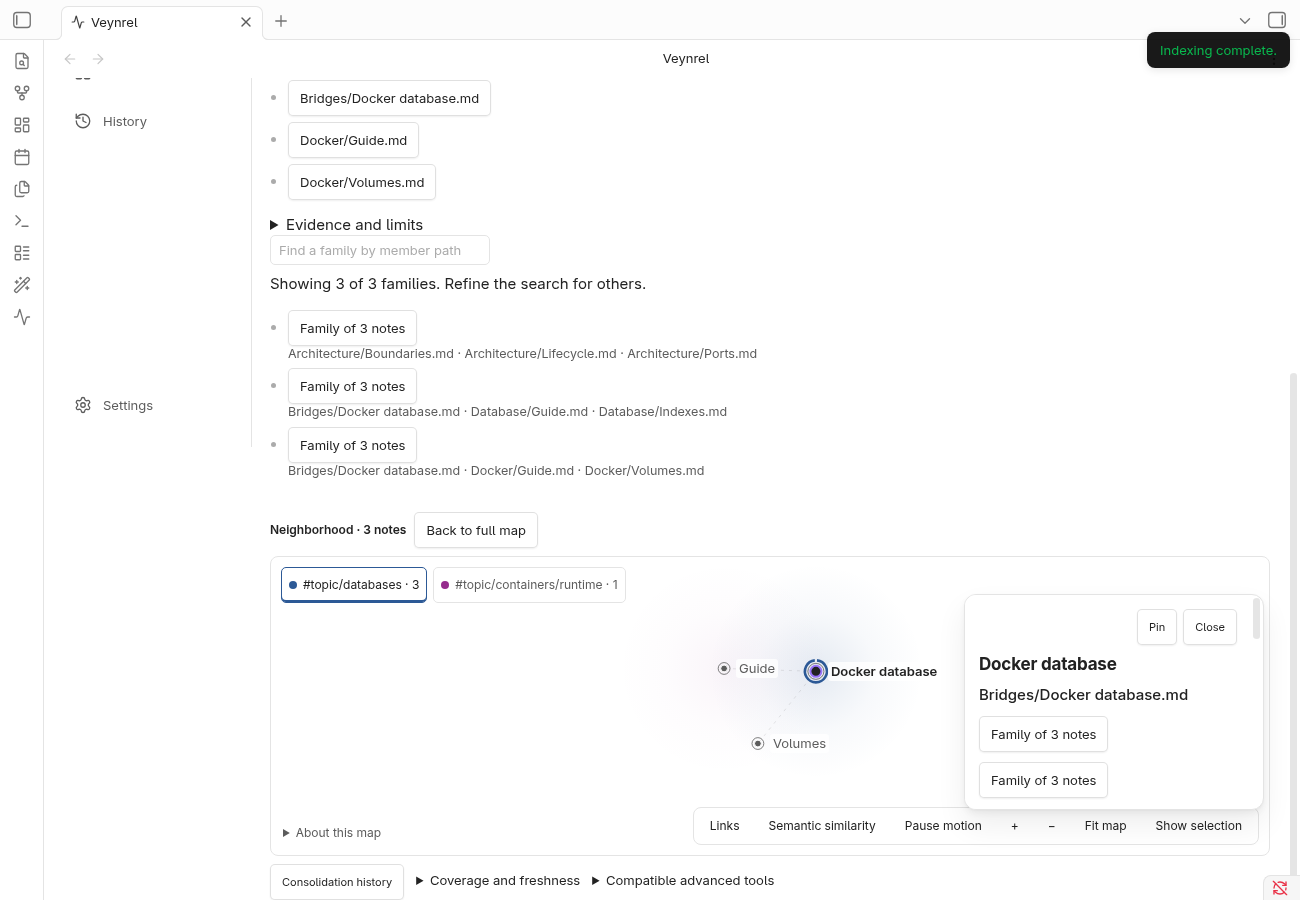 Veynrel
Indexing complete.
Veynrel
History
Settings
Bridges/Docker database.md
Docker/Guide.md
Docker/Volumes.md
Evidence and limits
Find a family by member path
Showing 3 of 3 families. Refine the search for others.
Family of 3 notes
Architecture/Boundaries.md · Architecture/Lifecycle.md · Architecture/Ports.md
Family of 3 notes
Bridges/Docker database.md · Database/Guide.md · Database/Indexes.md
Family of 3 notes
Bridges/Docker database.md · Docker/Guide.md · Docker/Volumes.md
Neighborhood · 3 notes Back to full map
#topic/databases · 3 #topic/containers/runtime · 1
Guide
Docker database
Volumes
Pin Close
Docker database
Bridges/Docker database.md
Family of 3 notes
Family of 3 notes
About this map
Links Semantic similarity Pause motion + − Fit map Show selection
Consolidation history Coverage and freshness Compatible advanced tools